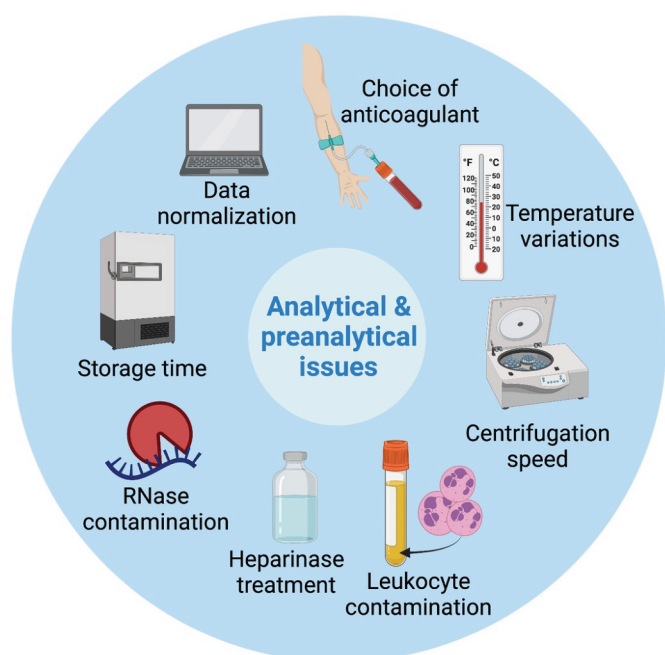 Choice of
anticoagulant
°F °C
120 50
100 40
80 30
60 20
40 10
20 0
0 10
20
Temperature
variations
Centrifugation
speed
Leukocyte
contamination
Heparinase
treatment
RNase
contamination
Storage time
Data
normalization
Analytical &
preanalytical
issues